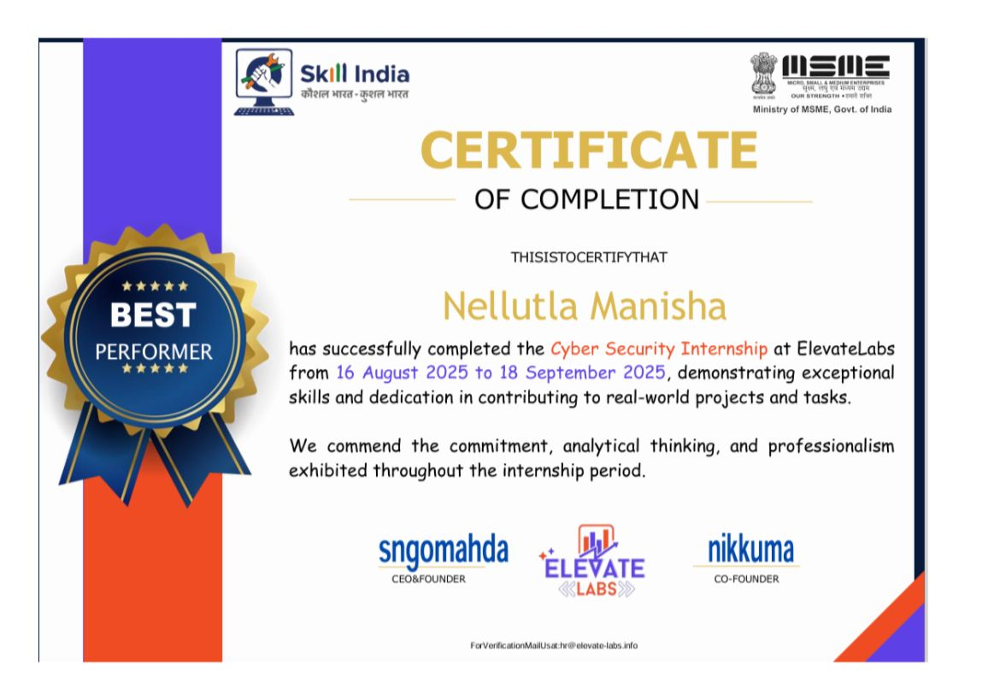 Skill India
कौशल भारत - कुशल भारत
MSME
MICRO, SMALL & MEDIUM ENTERPRISES
सूक्ष्म, लघु एवं मध्यम उद्यम
OUR STRENGTH • हमारी शक्ति
सत्यमेव जयते
Ministry of MSME, Govt. of India
CERTIFICATE
OF COMPLETION
THISISTOCERTIFYTHAT
Nellutla Manisha
BEST
PERFORMER
has successfully completed the Cyber Security Internship at ElevateLabs
from 16 August 2025 to 18 September 2025, demonstrating exceptional
skills and dedication in contributing to real-world projects and tasks.
We commend the commitment, analytical thinking, and professionalism
exhibited throughout the internship period.
sngomahda
CEO&FOUNDER
ELEVATE
LABS
nikkuma
CO-FOUNDER
ForVerificationMailUsat:hr@elevate-labs.info